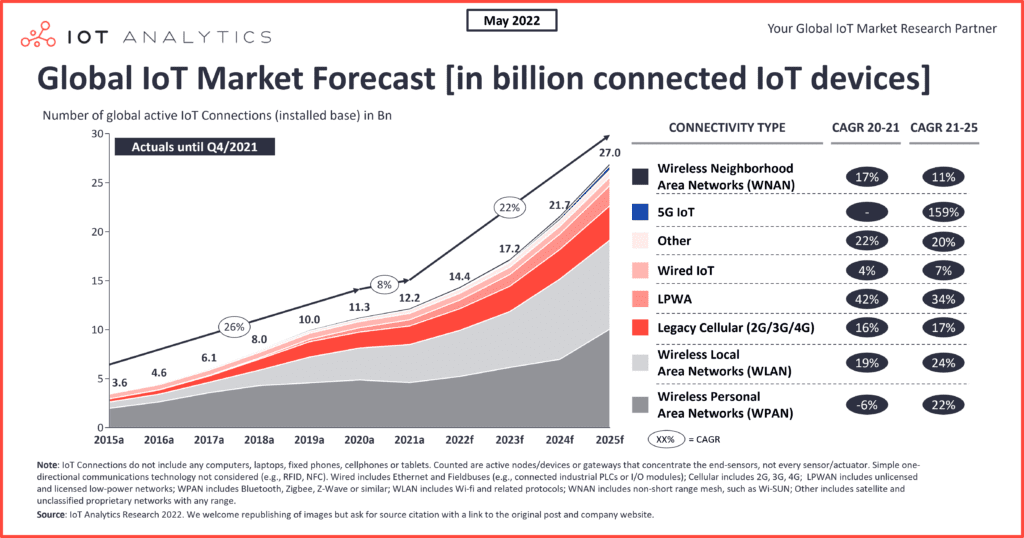 May 2022
IOT ANALYTICS
Your Global IoT Market Research Partner
Global IoT Market Forecast [in billion connected IoT devices]
Number of global active IoT Connections (installed base) in Bn
Actuals until Q4/2021
30
25
20
15
10
5
0
3.6
4.6
6.1
8.0
10.0
11.3
12.2
14.4
17.2
21.7
27.0
26%
8%
22%
2015a
2016a
2017a
2018a
2019a
2020a
2021a
2022f
2023f
2024f
2025f
CONNECTIVITY TYPE CAGR 20-21 CAGR 21-25
Wireless Neighborhood
Area Networks (WNAN) 17% 11%
5G IoT - 159%
Other 22% 20%
Wired IoT 4% 7%
LPWA 42% 34%
Legacy Cellular (2G/3G/4G) 16% 17%
Wireless Local
Area Networks (WLAN) 19% 24%
Wireless Personal
Area Networks (WPAN) -6% 22%
XX% = CAGR
Note: IoT Connections do not include any computers, laptops, fixed phones, cellphones or tablets. Counted are active nodes/devices or gateways that concentrate the end-sensors, not every sensor/actuator. Simple one-
directional communications technology not considered (e.g., RFID, NFC). Wired includes Ethernet and Fieldbuses (e.g., connected industrial PLCs or I/O modules); Cellular includes 2G, 3G, 4G; LPWAN includes unlicensed
and licensed low-power networks; WPAN includes Bluetooth, Zigbee, Z-Wave or similar; WLAN includes Wi-fi and related protocols; WNAN includes non-short range mesh, such as Wi-SUN; Other includes satellite and
unclassified proprietary networks with any range.
Source: IoT Analytics Research 2022. We welcome republishing of images but ask for source citation with a link to the original post and company website.